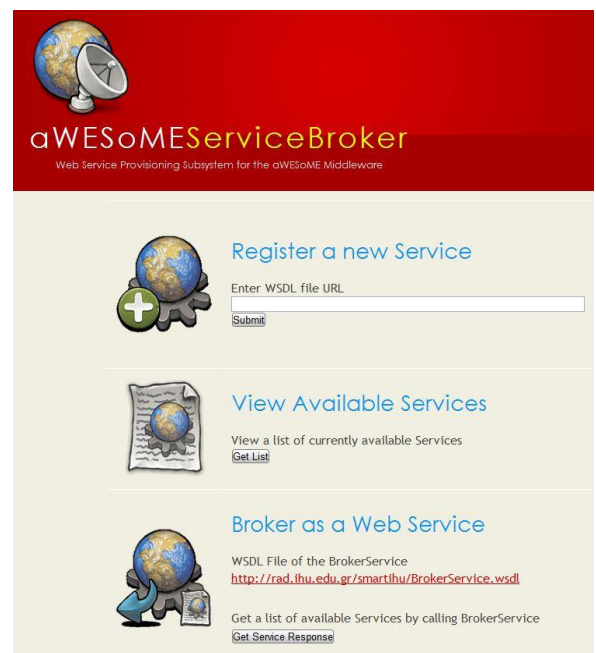 aWESoMEServiceBroker
Web Service Provisioning Subsystem for the aWESoME Middleware
Register a new Service
Enter WSDL file URL
Submit
View Available Services
View a list of currently available Services
Get List
Broker as a Web Service
WSDL File of the BrokerService
http://rad.ihu.edu.gr/smartihu/BrokerService.wsdl
Get a list of available Services by calling BrokerService
Get Service Response